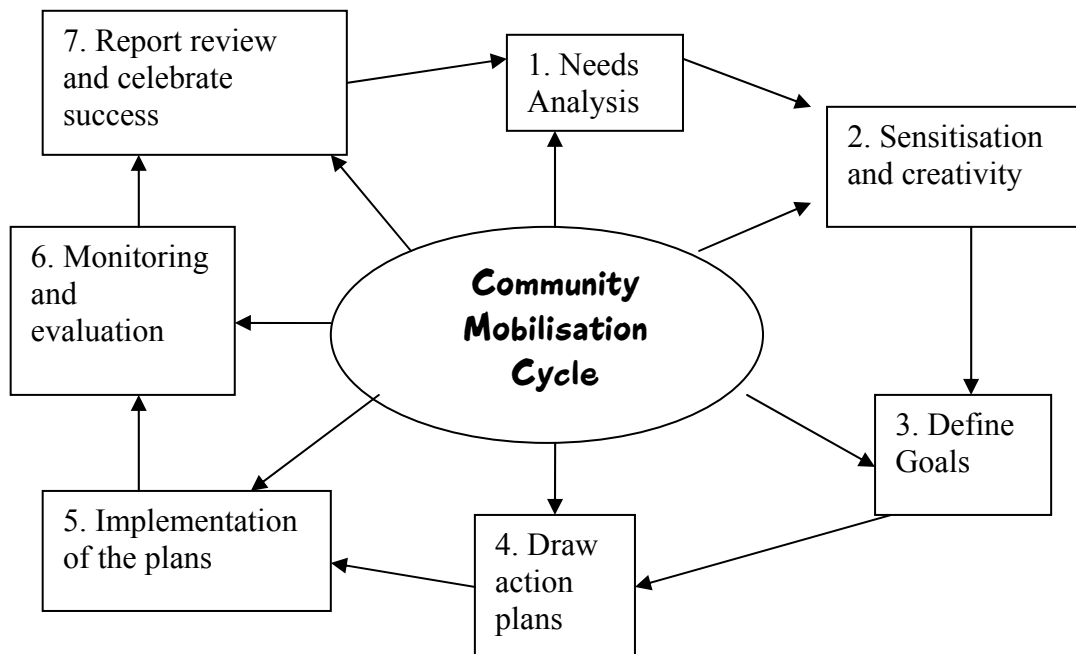 7. Report review
and celebrate
success
1. Needs
Analysis
2. Sensitisation
and creativity
6. Monitoring
and
evaluation
Community
Mobilisation
Cycle
3. Define
Goals
5. Implementation
of the plans
4. Draw
action
plans